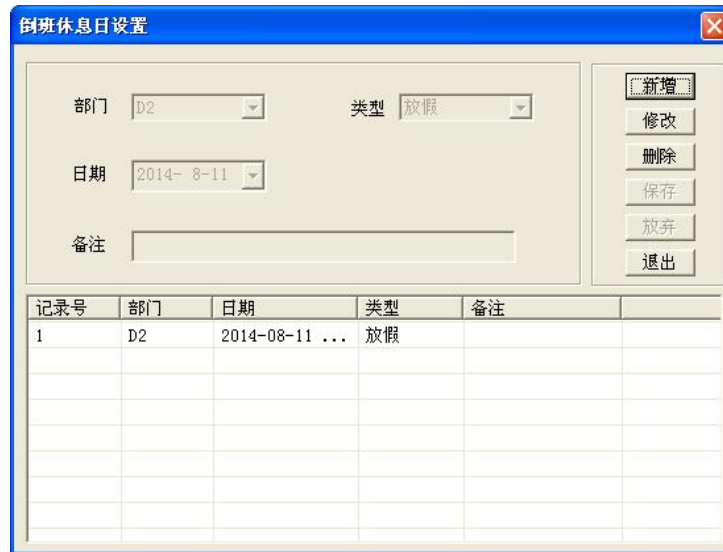 倒班休息日设置
部门 D2 类型 放假
日期 2014- 8-11
备注
新增
修改
删除
保存
放弃
退出
记录号 部门 日期 类型 备注
1 D2 2014-08-11 ... 放假